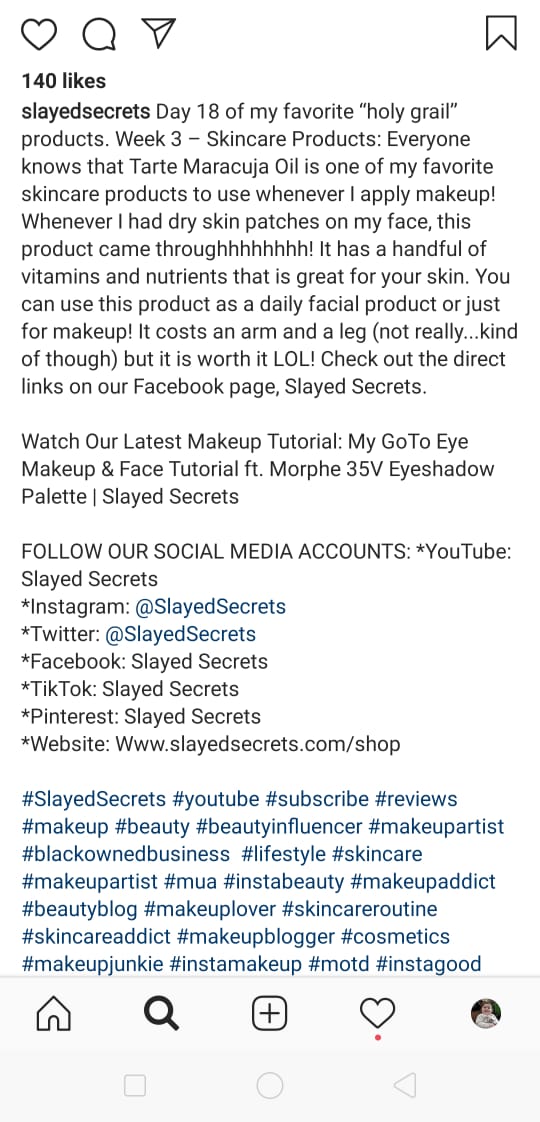 140 likes
slayedsecrets Day 18 of my favorite “holy grail”
products. Week 3 – Skincare Products: Everyone
knows that Tarte Maracuja Oil is one of my favorite
skincare products to use whenever I apply makeup!
Whenever I had dry skin patches on my face, this
product came throughhhhhhhh! It has a handful of
vitamins and nutrients that is great for your skin. You
can use this product as a daily facial product or just
for makeup! It costs an arm and a leg (not really...kind
of though) but it is worth it LOL! Check out the direct
links on our Facebook page, Slayed Secrets.
Watch Our Latest Makeup Tutorial: My GoTo Eye
Makeup & Face Tutorial ft. Morphe 35V Eyeshadow
Palette | Slayed Secrets
FOLLOW OUR SOCIAL MEDIA ACCOUNTS: *YouTube:
Slayed Secrets
*Instagram: @SlayedSecrets
*Twitter: @SlayedSecrets
*Facebook: Slayed Secrets
*TikTok: Slayed Secrets
*Pinterest: Slayed Secrets
*Website: Www.slayedsecrets.com/shop
#SlayedSecrets #youtube #subscribe #reviews
#makeup #beauty #beautyinfluencer #makeupartist
#blackownedbusiness #lifestyle #skincare
#makeupartist #mua #instabeauty #makeupaddict
#beautyblog #makeuplover #skincareroutine
#skincareaddict #makeupblogger #cosmetics
#makeupjunkie #instamakeup #motd #instagood